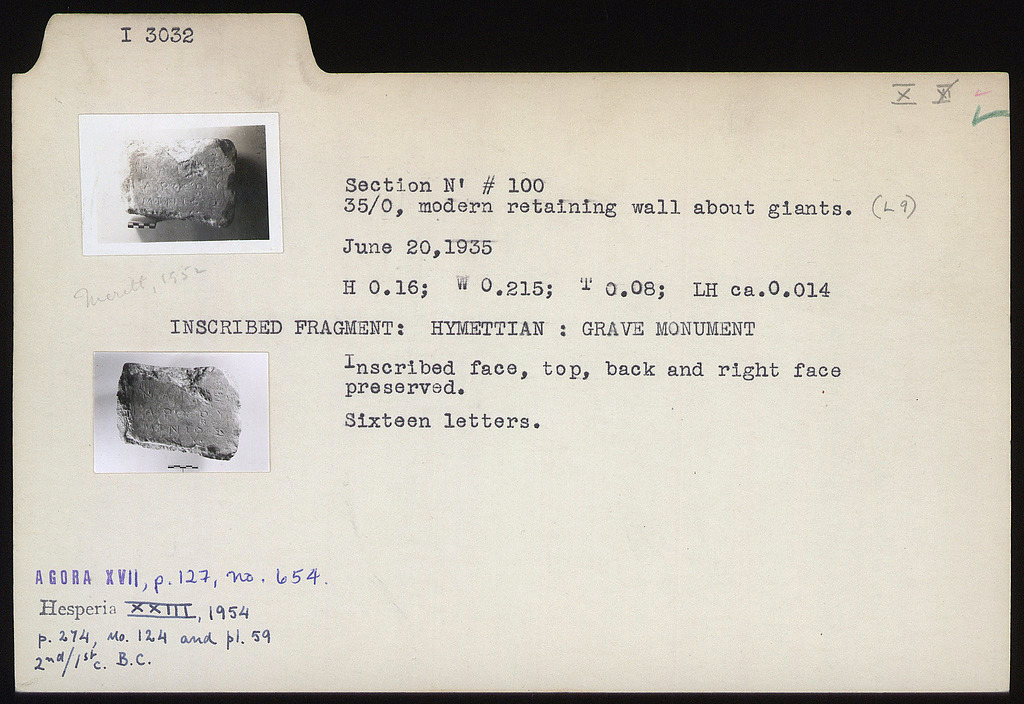 I 3032
X
Section N' # 100
35/O, modern retaining wall about giants. (L 9)
June 20,1935
Meritt, 1952
H 0.16; W 0.215; T 0.08; LH ca.0.014
INSCRIBED FRAGMENT: HYMETTIAN : GRAVE MONUMENT
Inscribed face, top, back and right face
preserved.
Sixteen letters.
AGORA XVII, p. 127, no. 654.
Hesperia XXIII, 1954
p. 274, no. 124 and pl. 59
2nd/1st c. B.C.